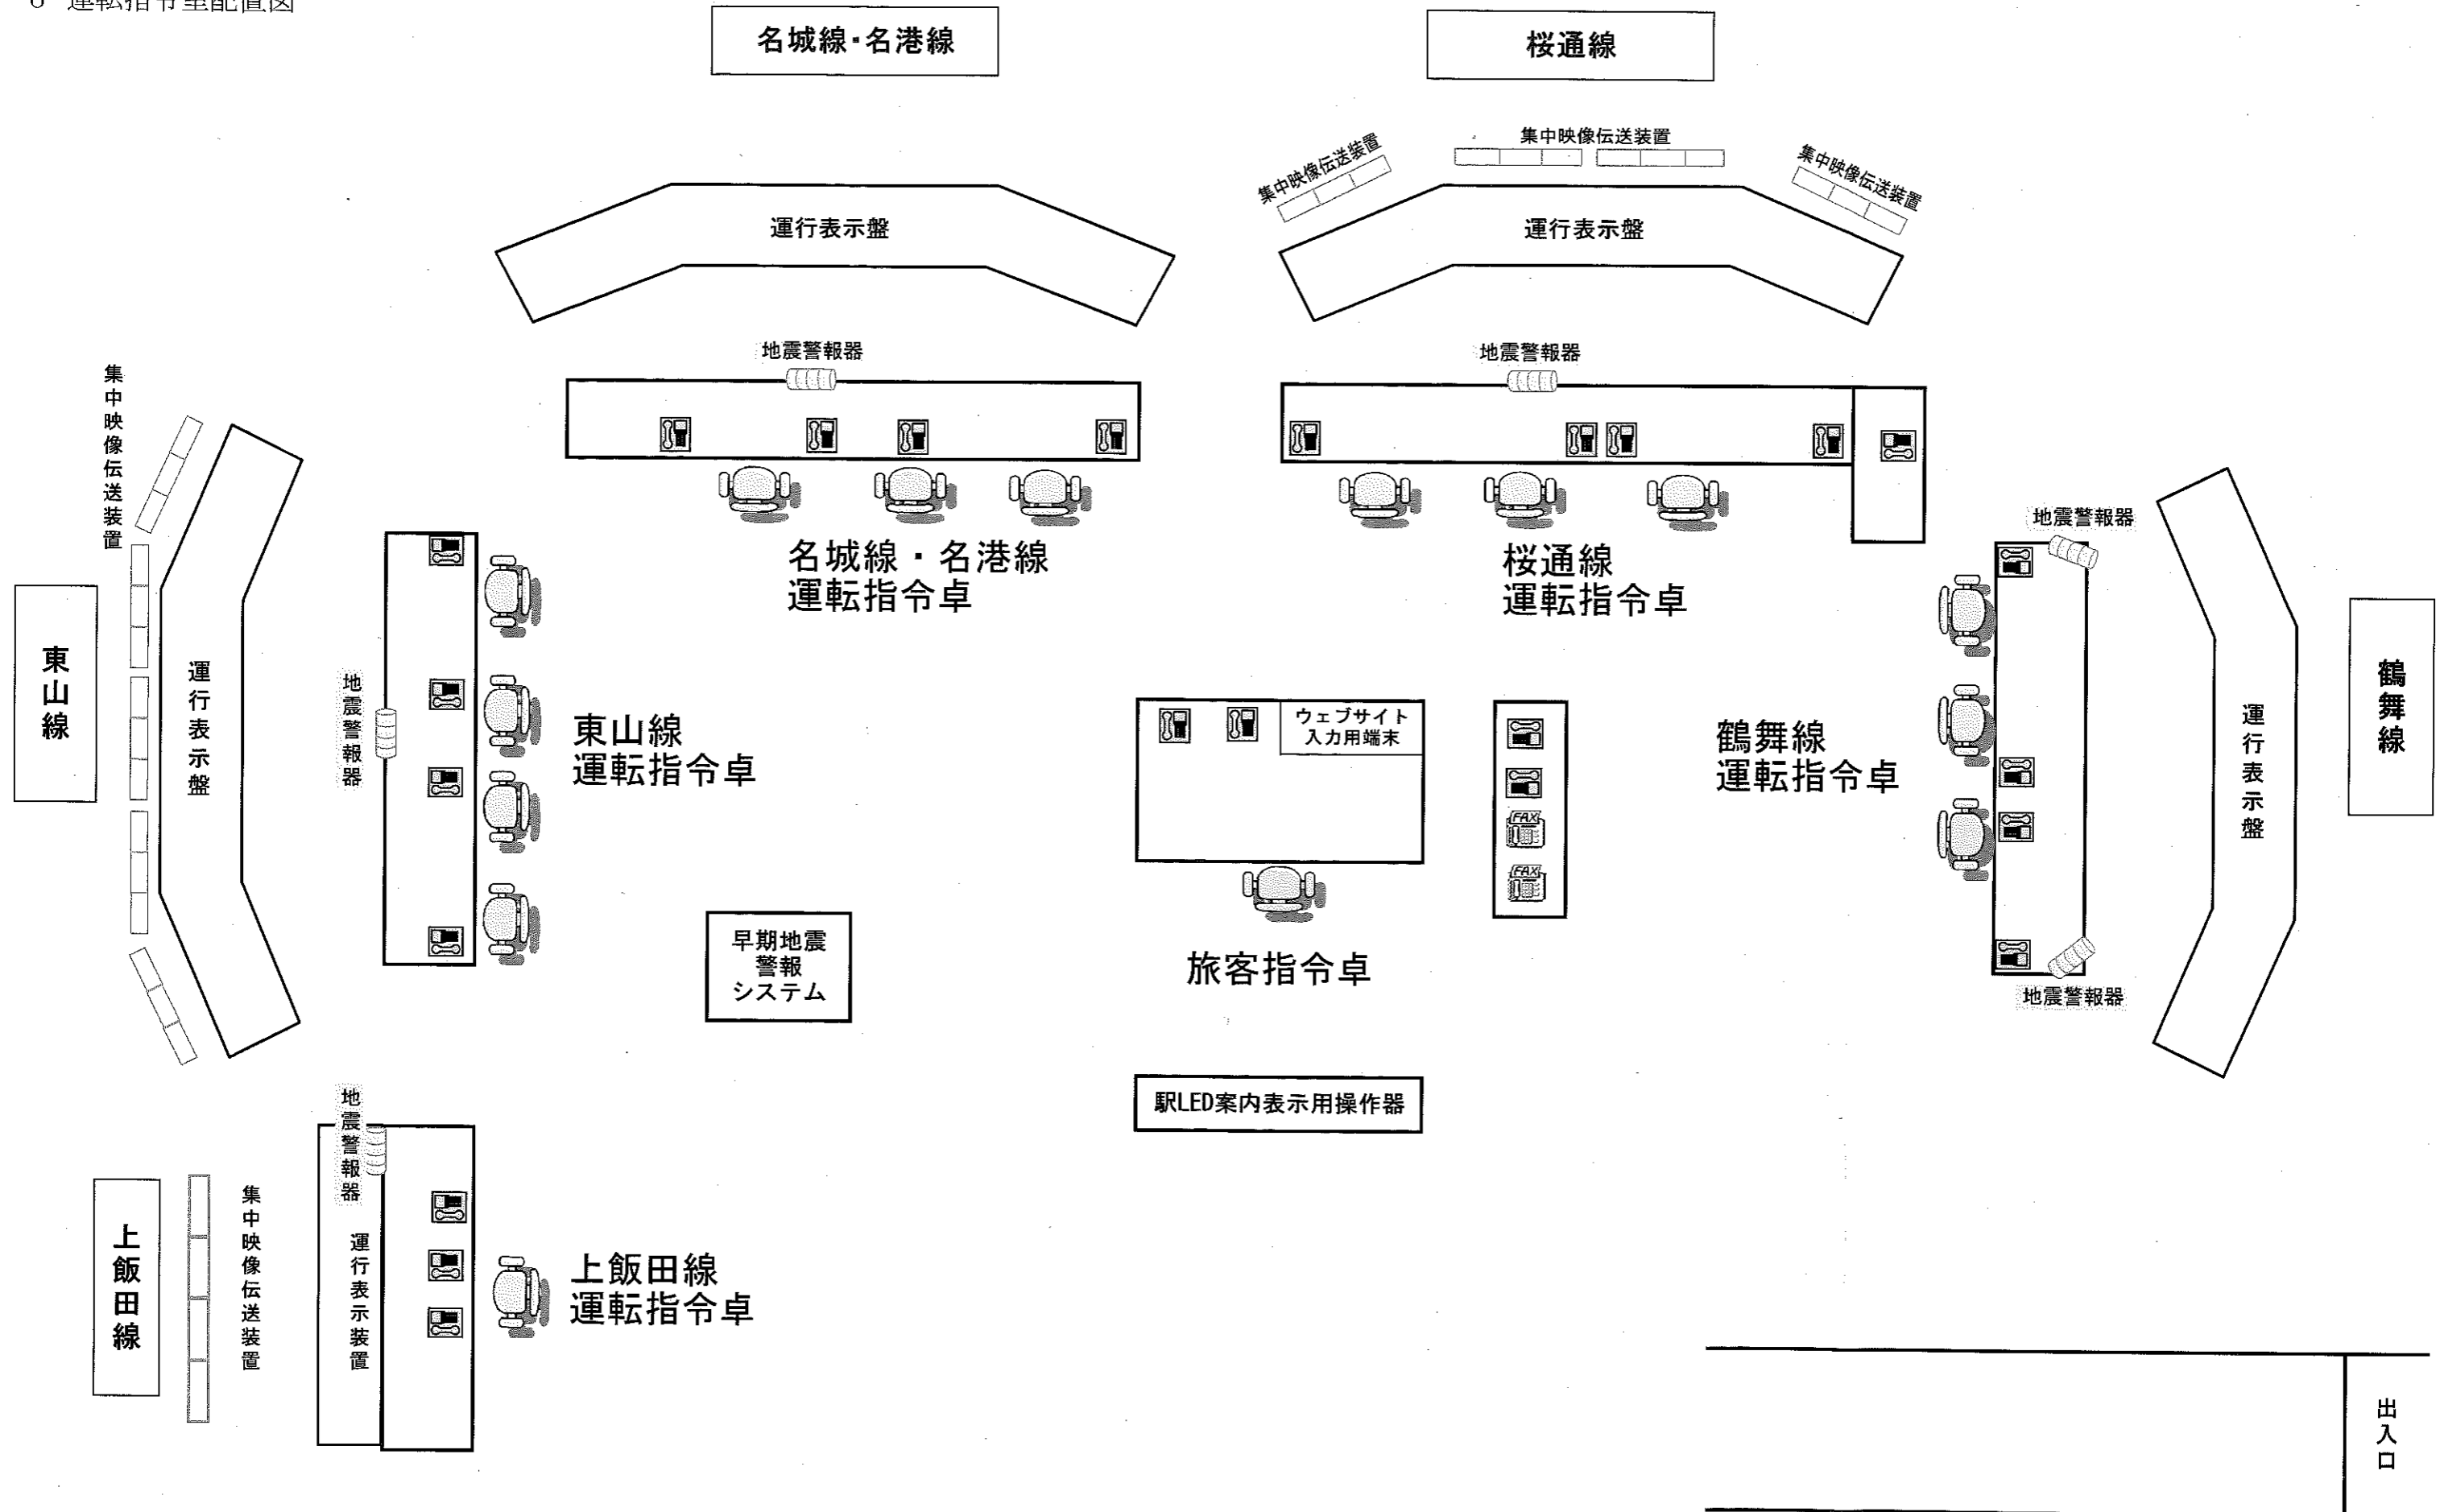 6 運転指令室配置図
名城線・名港線
桜通線
集中映像伝送装置
集中映像伝送装置
集中映像伝送装置
運行表示盤
運行表示盤
地震警報器
地震警報器
名城線・名港線
運転指令卓
桜通線
運転指令卓
集中映像伝送装置
東山線
運行表示盤
地震警報器
東山線
運転指令卓
ウェブサイト
入力用端末
FAX
FAX
旅客指令卓
鶴舞線
運転指令卓
地震警報器
地震警報器
運行表示盤
鶴舞線
早期地震
警報
システム
駅LED案内表示用操作器
上飯田線
集中映像伝送装置
地震警報器
運行表示装置
上飯田線
運転指令卓
出入口